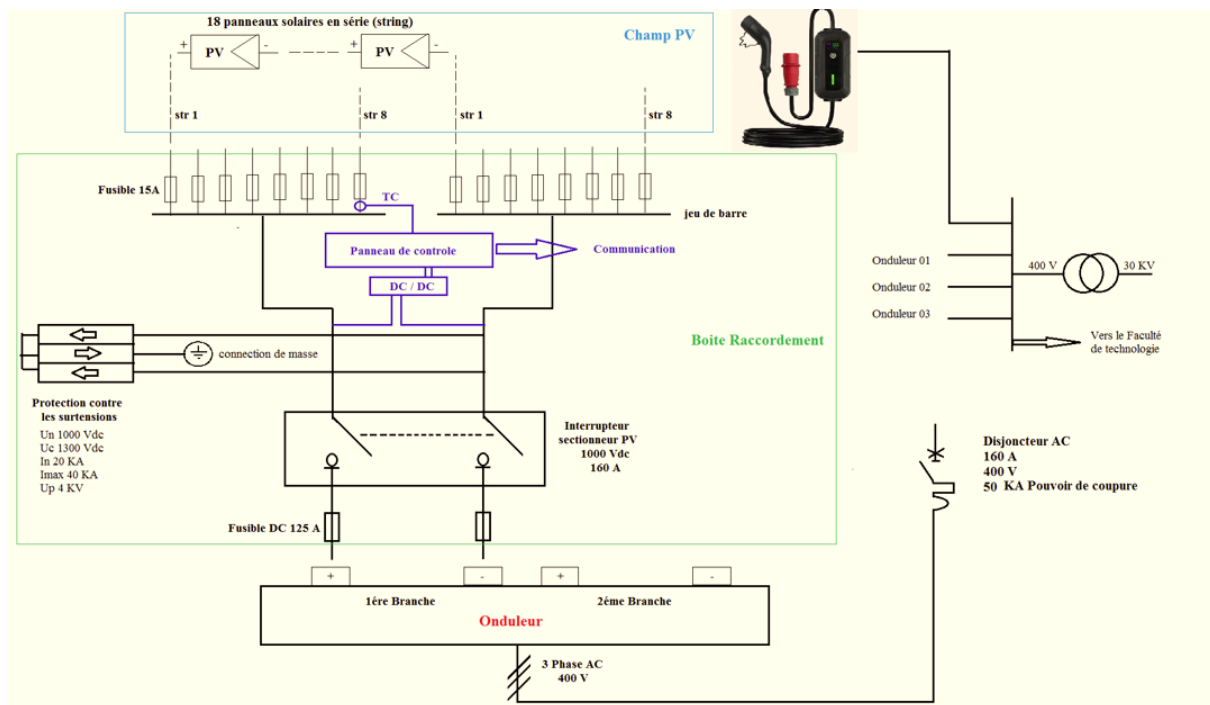 18 panneaux solaires en série (string)
Champ PV
+ PV -
+ PV -
str 1
str 8
str 1
str 8
Fusible 15A
TC
jeu de barre
Panneau de controle
Communication
DC / DC
Boite Raccordement
connection de masse
Protection contre
les surtensions
Un 1000 Vdc
Uc 1300 Vdc
In 20 KA
Imax 40 KA
Up 4 KV
Interrupteur
sectionneur PV
1000 Vdc
160 A
Fusible DC 125 A
+ - + -
1ére Branche
2éme Branche
Onduleur
3 Phase AC
400 V
Onduleur 01
Onduleur 02
Onduleur 03
400 V
30 KV
Vers le Faculté
de technologie
Disjoncteur AC
160 A
400 V
50 KA Pouvoir de coupure